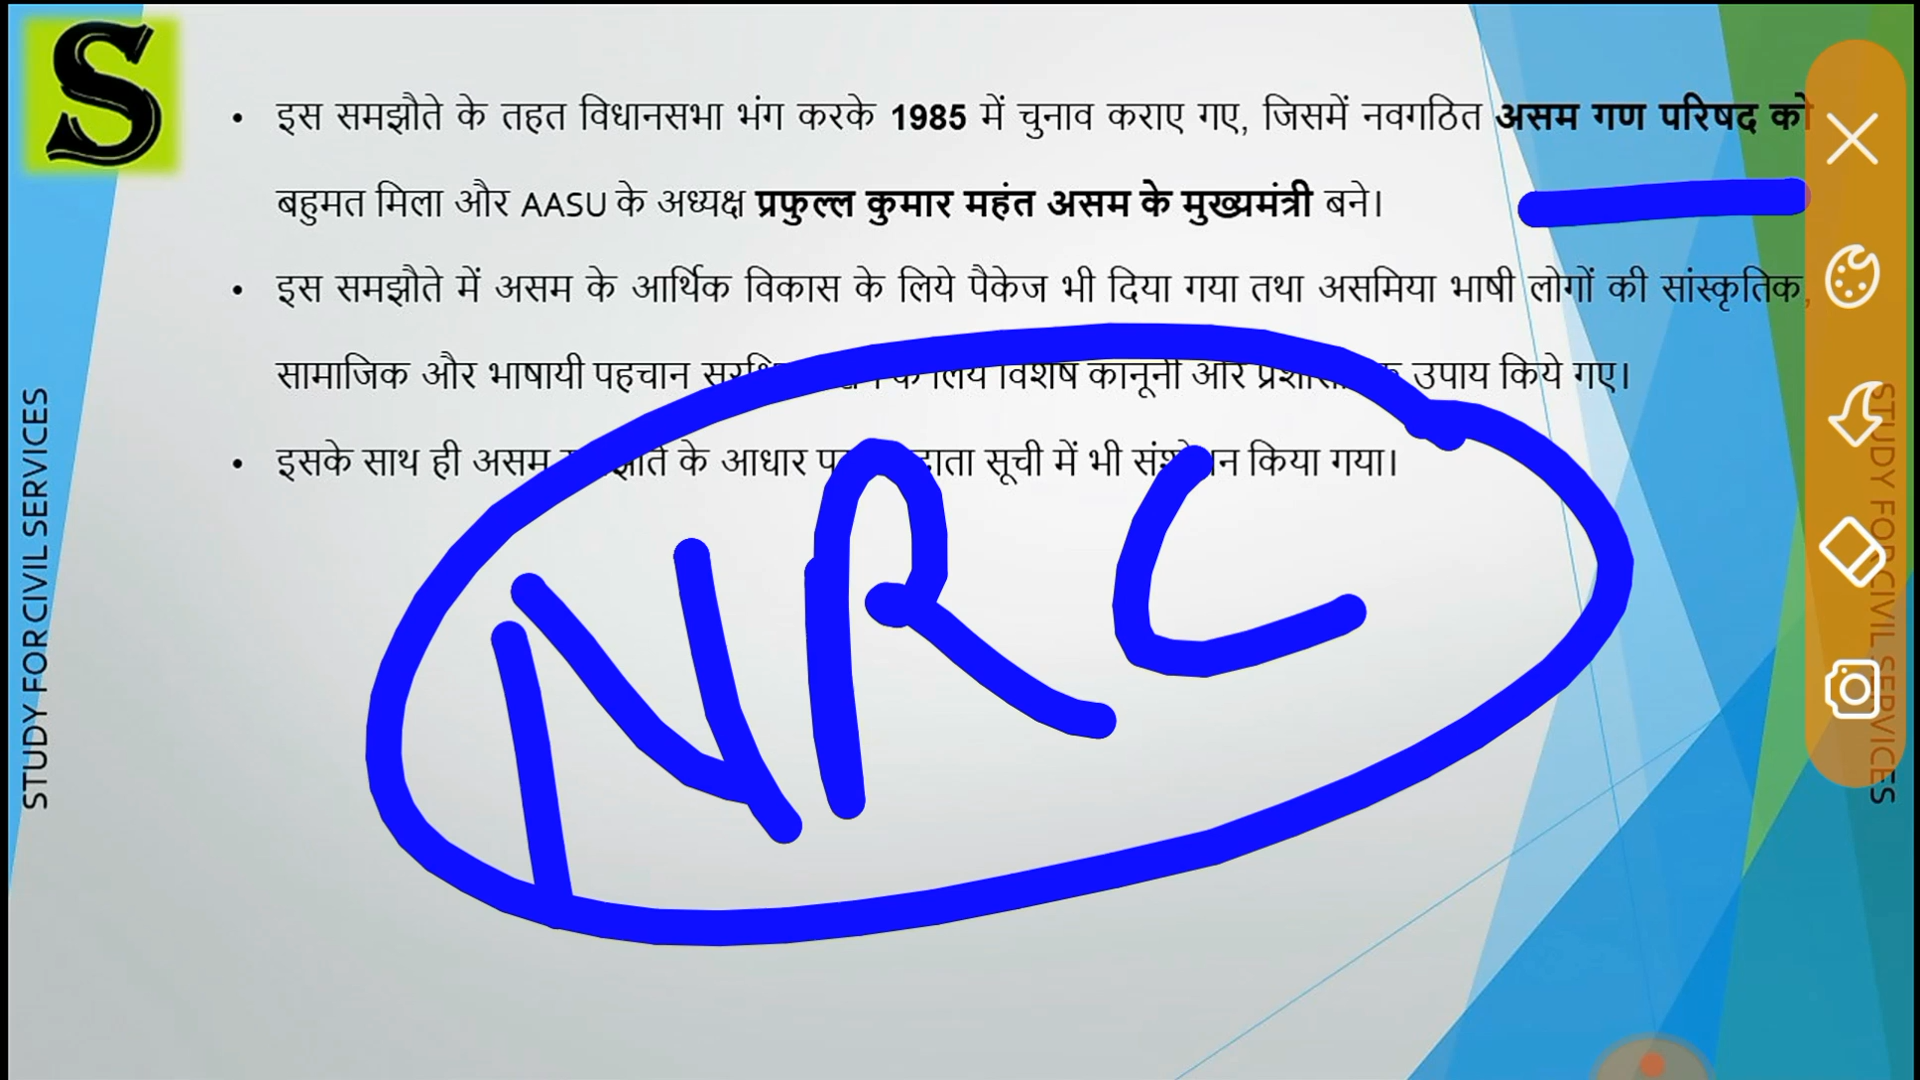 S
इस समझौते के तहत विधानसभा भंग करके 1985 में चुनाव कराए गए, जिसमें नवगठित असम गण परिषद को
बहुमत मिला और AASU के अध्यक्ष प्रफुल्ल कुमार महंत असम के मुख्यमंत्री बने।
इस समझौते में असम के आर्थिक विकास के लिये पैकेज भी दिया गया तथा असमिया भाषी लोगों की सांस्कृतिक,
सामाजिक और भाषायी पहचान के लिये विशेष कानूनी और उपाय किये गए।
इसके साथ ही असम के आधार सूची में भी किया गया।
NRC
STUDY FOR CIVIL SERVICES
STUDY FOR CIVIL SERVICES